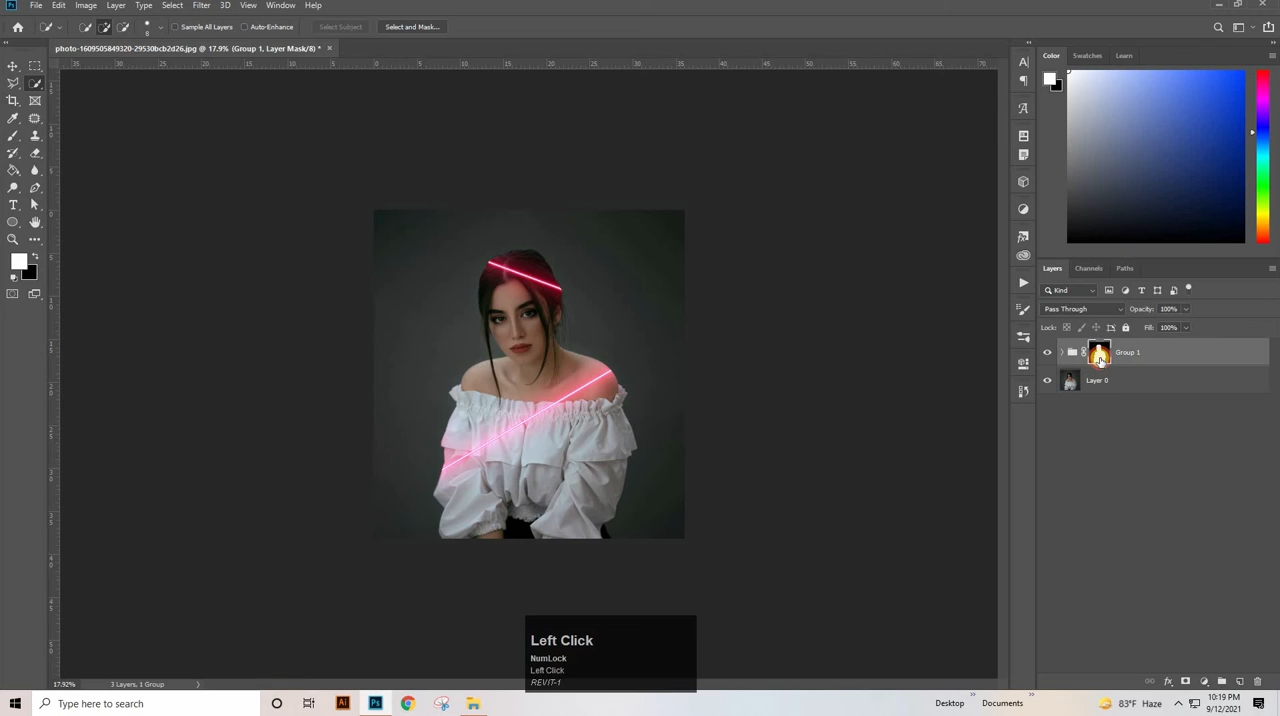 File Edit Image Layer Type Select Filter 3D View Window Help
8 Sample All Layers Auto-Enhance Select Subject Select and Mask...
photo-1609505849320-29530bcb2d26.jpg @ 17.9% (Group 1, Layer Mask/8) *
Color Swatches Learn
Layers Channels Paths
Kind
Pass Through Opacity: 100%
Lock: Fill: 100%
Group 1
Layer 0
Left Click
NumLock
Left Click
REVIT-1
17.92% 3 Layers, 1 Group
Type here to search
Desktop Documents 83°F Haze
10:19 PM
9/12/2021